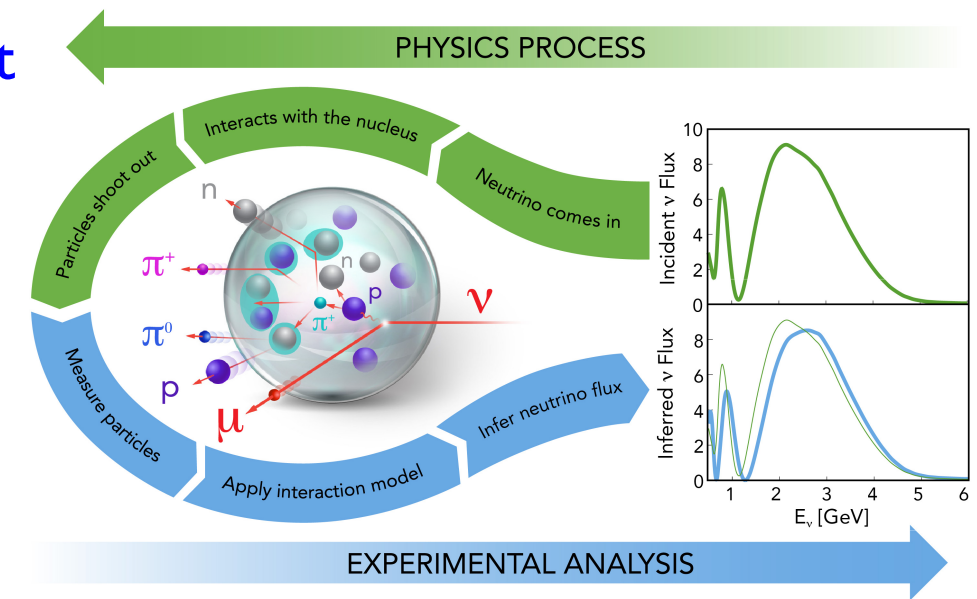 t
PHYSICS PROCESS
Neutrino comes in
Interacts with the nucleus
Particles shoot out
Measure particles
Apply interaction model
Infer neutrino flux
n
π⁺
π⁰
p
μ
n
p
π⁺
ν
Incident ν Flux
10
8
6
4
2
0
Inferred ν Flux
8
6
4
2
0
1 2 3 4 5 6
Eν [GeV]
EXPERIMENTAL ANALYSIS